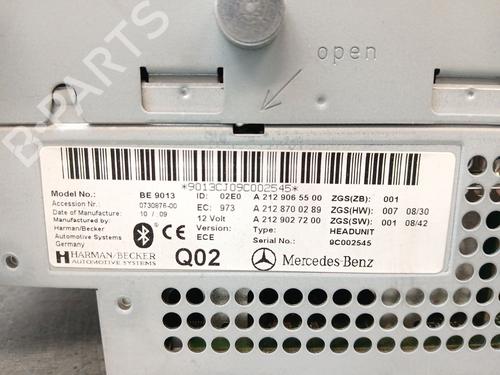 B-PARTS
open
*9013CJ09C002545*
Model No.: BE 9013 ID: 02E0 A 212 906 55 00 ZGS(ZB): 001
Accession Nr.: 0730876-00 EC: 973 A 212 870 02 89 ZGS(HW): 007 08/30
Date of Manufacture: 10 / 09 12 Volt A 212 902 72 00 ZGS(SW): 001 08/42
Manufactured by: Version: Type: HEADUNIT
Harman/Becker ECE Serial No.: 9C002545
Automotive Systems
Germany
CE
HARMAN/BECKER
AUTOMOTIVE SYSTEMS
Q02
Mercedes-Benz